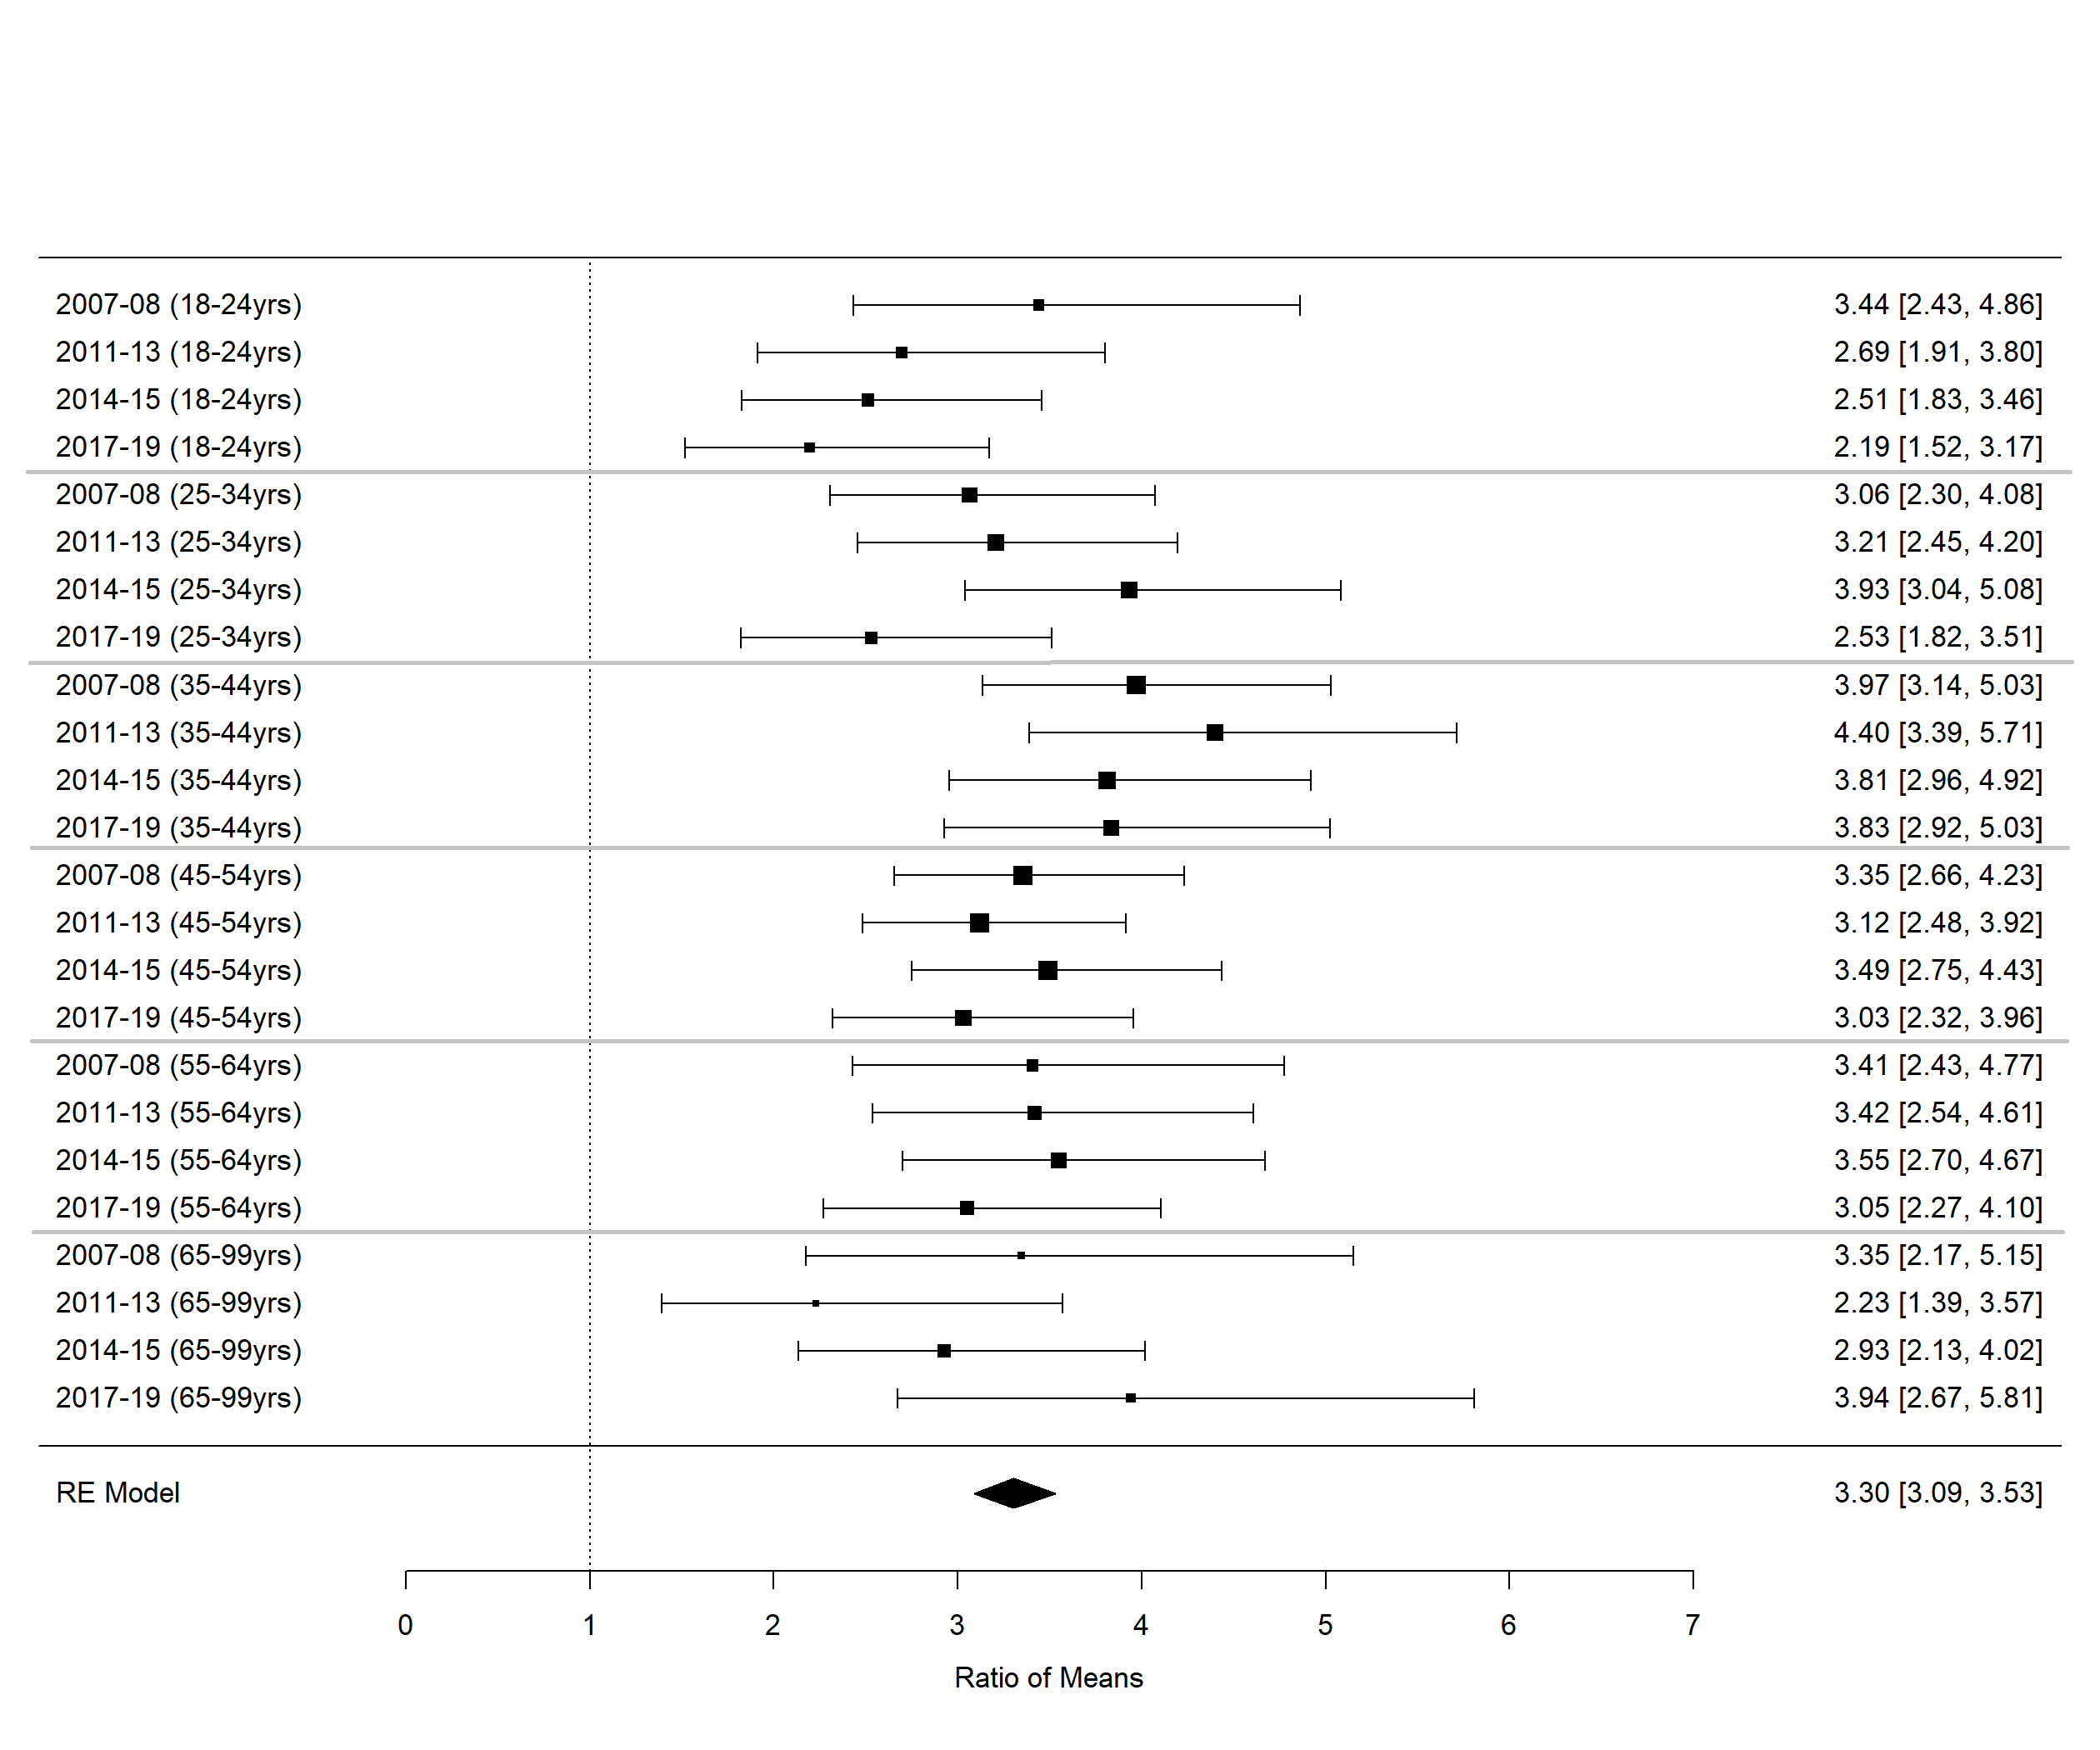 2007-08 (18-24yrs) 3.44 [2.43, 4.86]
2011-13 (18-24yrs) 2.69 [1.91, 3.80]
2014-15 (18-24yrs) 2.51 [1.83, 3.46]
2017-19 (18-24yrs) 2.19 [1.52, 3.17]
2007-08 (25-34yrs) 3.06 [2.30, 4.08]
2011-13 (25-34yrs) 3.21 [2.45, 4.20]
2014-15 (25-34yrs) 3.93 [3.04, 5.08]
2017-19 (25-34yrs) 2.53 [1.82, 3.51]
2007-08 (35-44yrs) 3.97 [3.14, 5.03]
2011-13 (35-44yrs) 4.40 [3.39, 5.71]
2014-15 (35-44yrs) 3.81 [2.96, 4.92]
2017-19 (35-44yrs) 3.83 [2.92, 5.03]
2007-08 (45-54yrs) 3.35 [2.66, 4.23]
2011-13 (45-54yrs) 3.12 [2.48, 3.92]
2014-15 (45-54yrs) 3.49 [2.75, 4.43]
2017-19 (45-54yrs) 3.03 [2.32, 3.96]
2007-08 (55-64yrs) 3.41 [2.43, 4.77]
2011-13 (55-64yrs) 3.42 [2.54, 4.61]
2014-15 (55-64yrs) 3.55 [2.70, 4.67]
2017-19 (55-64yrs) 3.05 [2.27, 4.10]
2007-08 (65-99yrs) 3.35 [2.17, 5.15]
2011-13 (65-99yrs) 2.23 [1.39, 3.57]
2014-15 (65-99yrs) 2.93 [2.13, 4.02]
2017-19 (65-99yrs) 3.94 [2.67, 5.81]
RE Model 3.30 [3.09, 3.53]
0 1 2 3 4 5 6 7
Ratio of Means